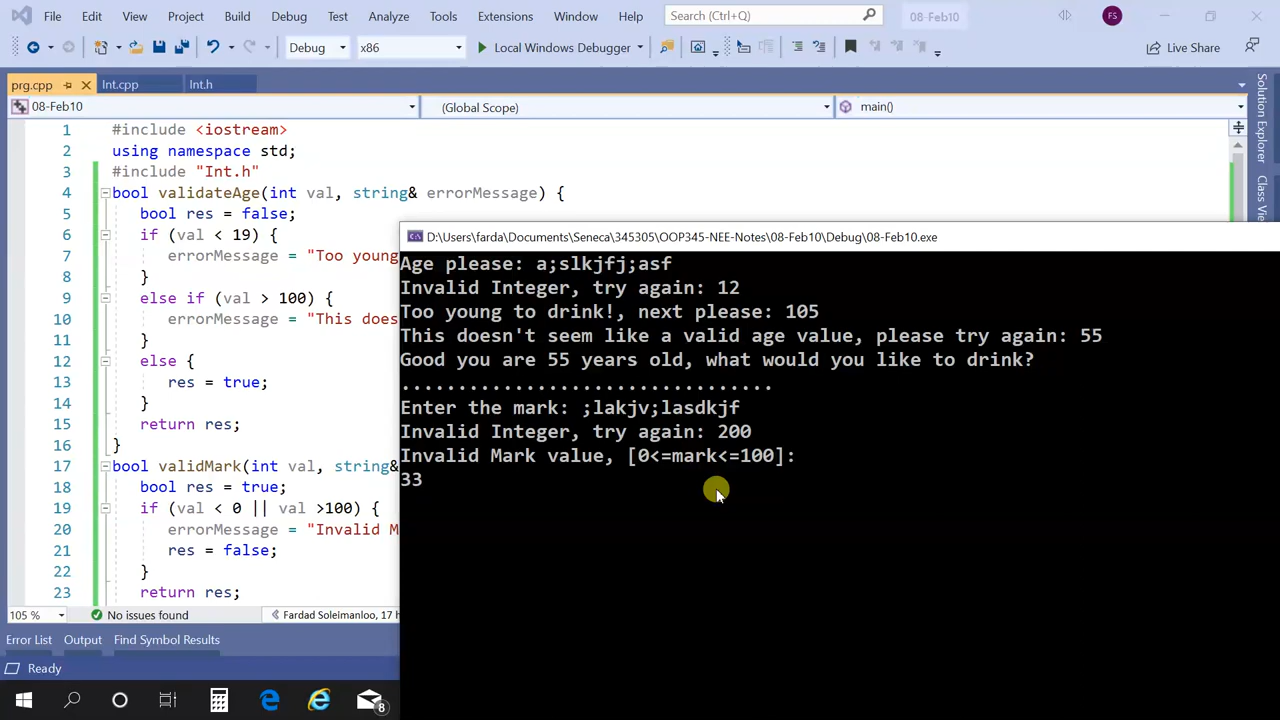 File Edit View Project Build Debug Test Analyze Tools Extensions Window Help Search (Ctrl+Q) 08-Feb10 FS
Debug x86 Local Windows Debugger Live Share
prg.cpp Int.cpp Int.h
08-Feb10 (Global Scope) main()
Solution Explorer
Class Vie
1 #include <iostream>
2 using namespace std;
3 #include "Int.h"
4 bool validateAge(int val, string& errorMessage) {
5 bool res = false;
6 if (val < 19) {
7 errorMessage = "Too young
8 }
9 else if (val > 100) {
10 errorMessage = "This does
11 }
12 else {
13 res = true;
14 }
15 return res;
16 }
17 bool validMark(int val, string&
18 bool res = true;
19 if (val < 0 || val >100) {
20 errorMessage = "Invalid M
21 res = false;
22 }
23 return res;
105 % No issues found Fardad Soleimanloo, 17 h
Error List Output Find Symbol Results
Ready
8
D:\Users\farda\Documents\Seneca\345305\OOP345-NEE-Notes\08-Feb10\Debug\08-Feb10.exe
Age please: a;slkjfj;asf
Invalid Integer, try again: 12
Too young to drink!, next please: 105
This doesn't seem like a valid age value, please try again: 55
Good you are 55 years old, what would you like to drink?
.................................
Enter the mark: ;lakjv;lasdkjf
Invalid Integer, try again: 200
Invalid Mark value, [0<=mark<=100]:
33